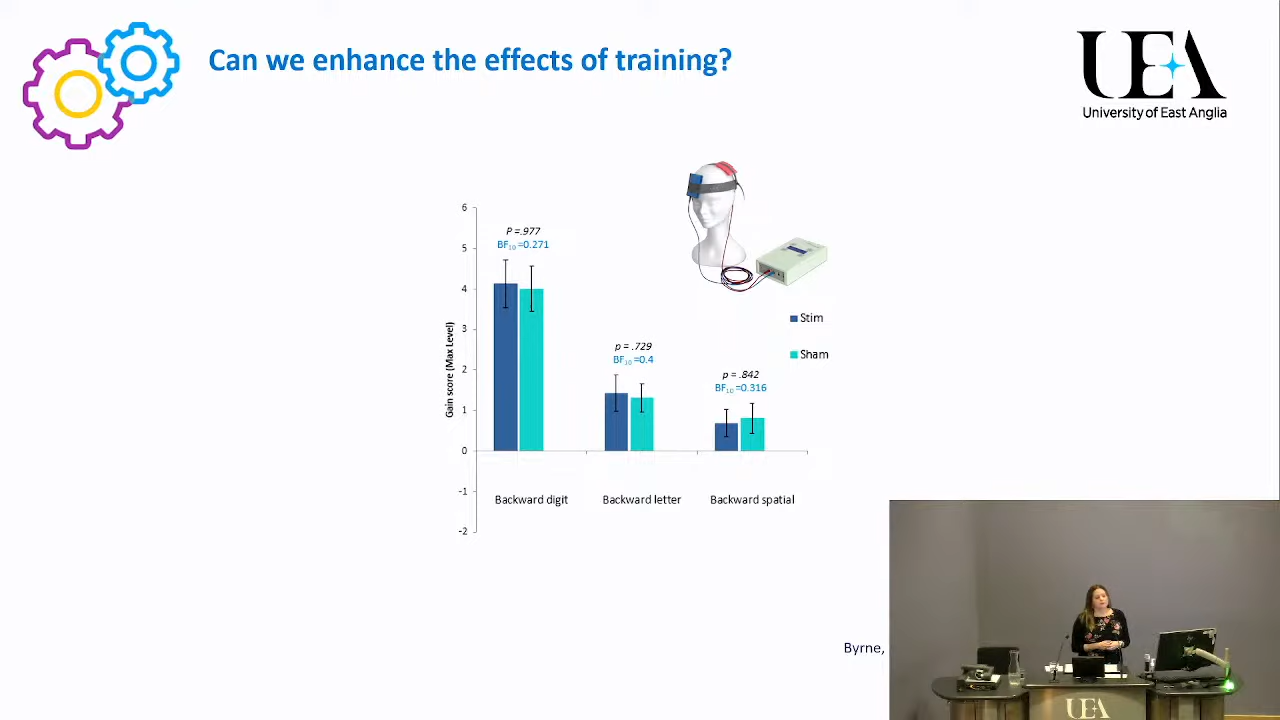 Can we enhance the effects of training?
UEA
University of East Anglia
6
5
4
3
2
1
0
-1
-2
Gain score (Max Level)
P =.977
BF10 =0.271
p = .729
BF10 =0.4
p = .842
BF10 =0.316
Stim
Sham
Backward digit
Backward letter
Backward spatial
Byrne,
UEA